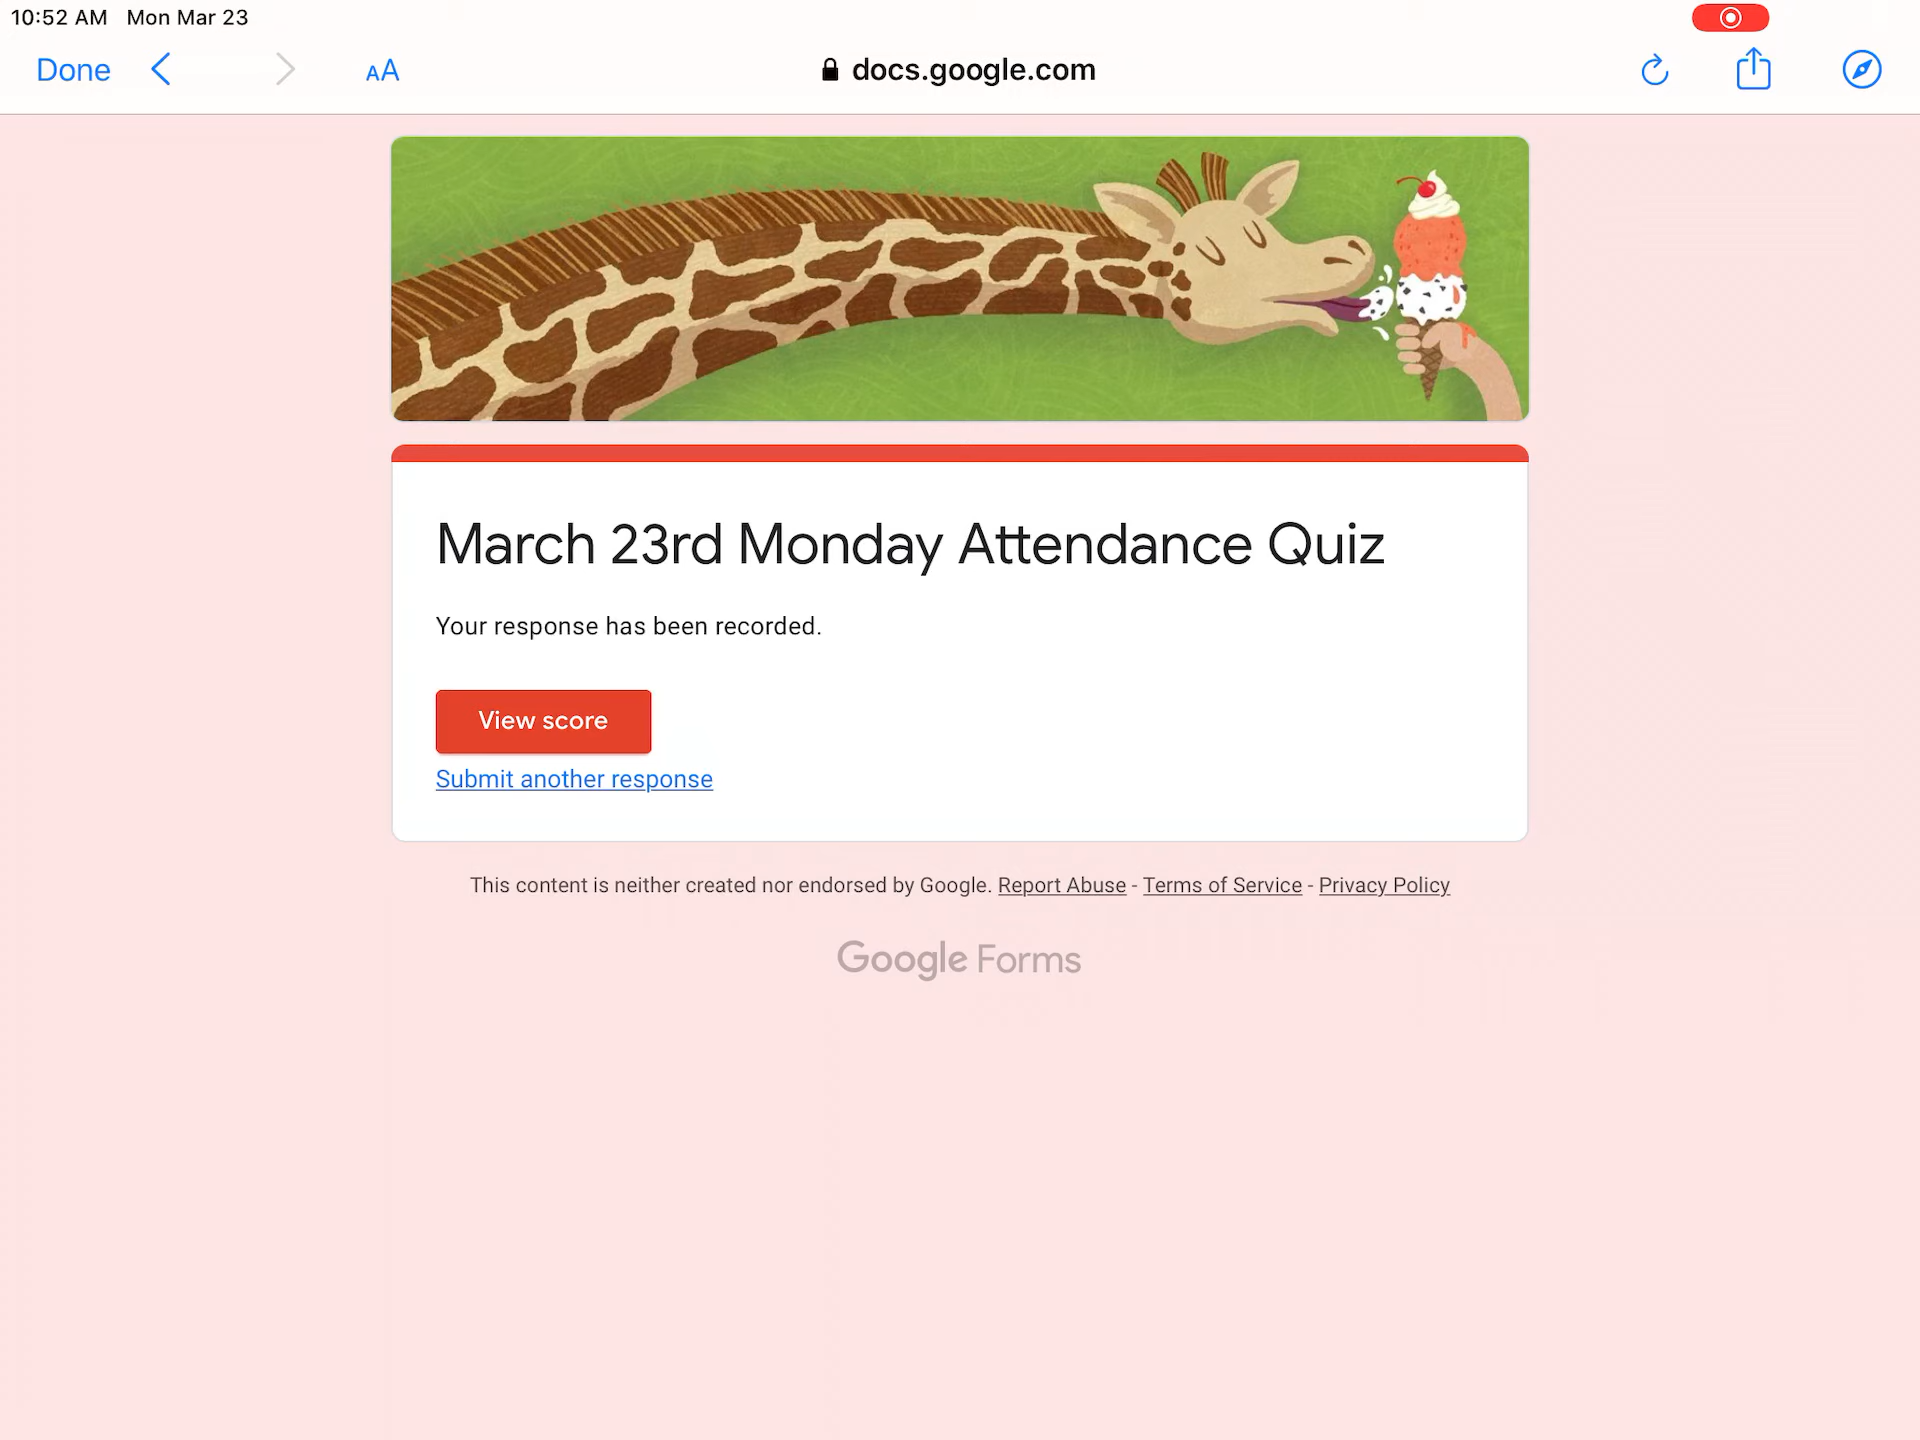 10:52 AM Mon Mar 23
Done AA docs.google.com
March 23rd Monday Attendance Quiz
Your response has been recorded.
View score
Submit another response
This content is neither created nor endorsed by Google. Report Abuse - Terms of Service - Privacy Policy
Google Forms